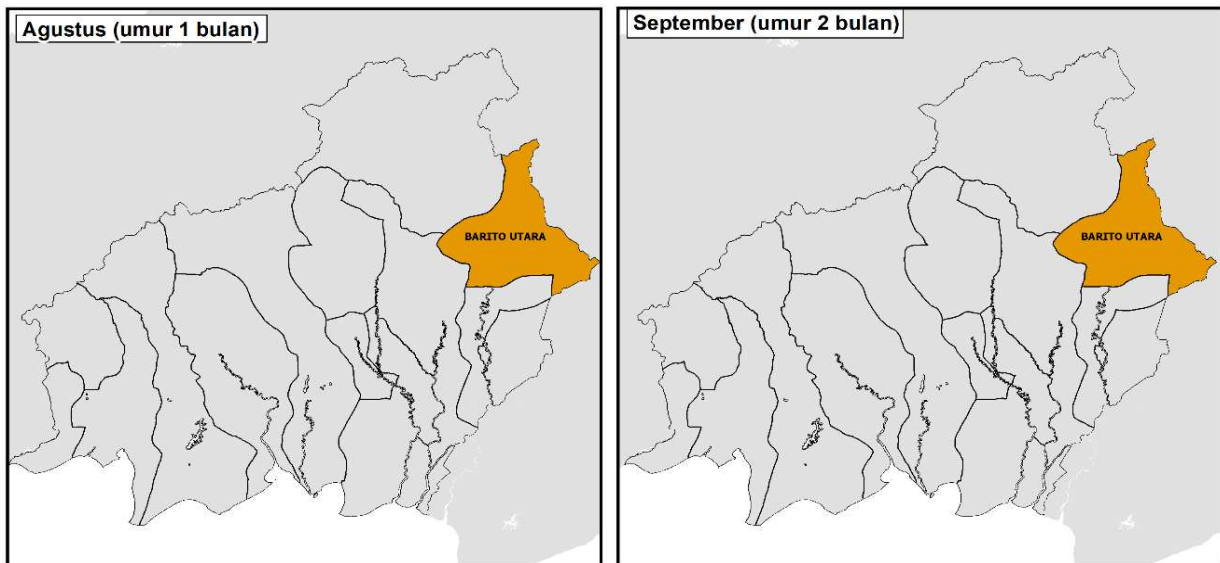 Agustus (umur 1 bulan)
BARITO UTARA
September (umur 2 bulan)
BARITO UTARA